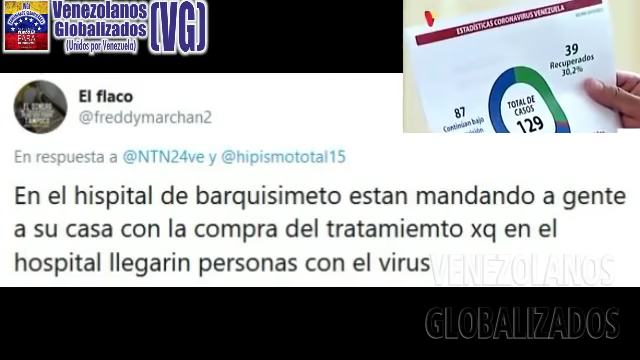 Venezolanos
Globalizados
(Unidos por Venezuela)
(VG)
ESTADÍSTICAS CORONAVIRUS VENEZUELA
39
Recuperados
30,2%
87
Continúan bajo
TOTAL DE
CASOS
129
El flaco
@freddymarchan2
En respuesta a @NTN24ve y @hipismototal15
En el hispital de barquisimeto estan mandando a gente
a su casa con la compra del tratamiemto xq en el
hospital llegarin personas con el virus
VENEZOLANOS
GLOBALIZADOS